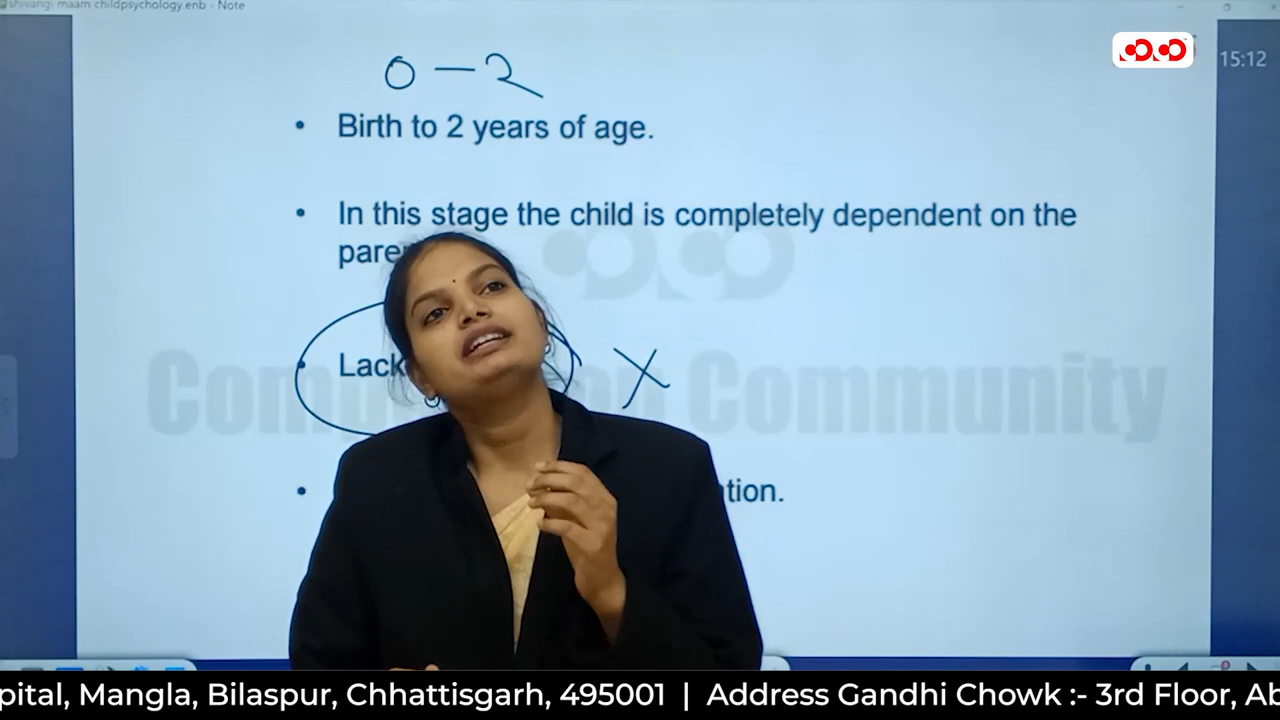 shivangi maam childpsychology.enb - Note
15:12
0 - 2
• Birth to 2 years of age.
• In this stage the child is completely dependent on the
pare
• Lack
• tion.
Community
pital, Mangla, Bilaspur, Chhattisgarh, 495001 | Address Gandhi Chowk :- 3rd Floor, Ab